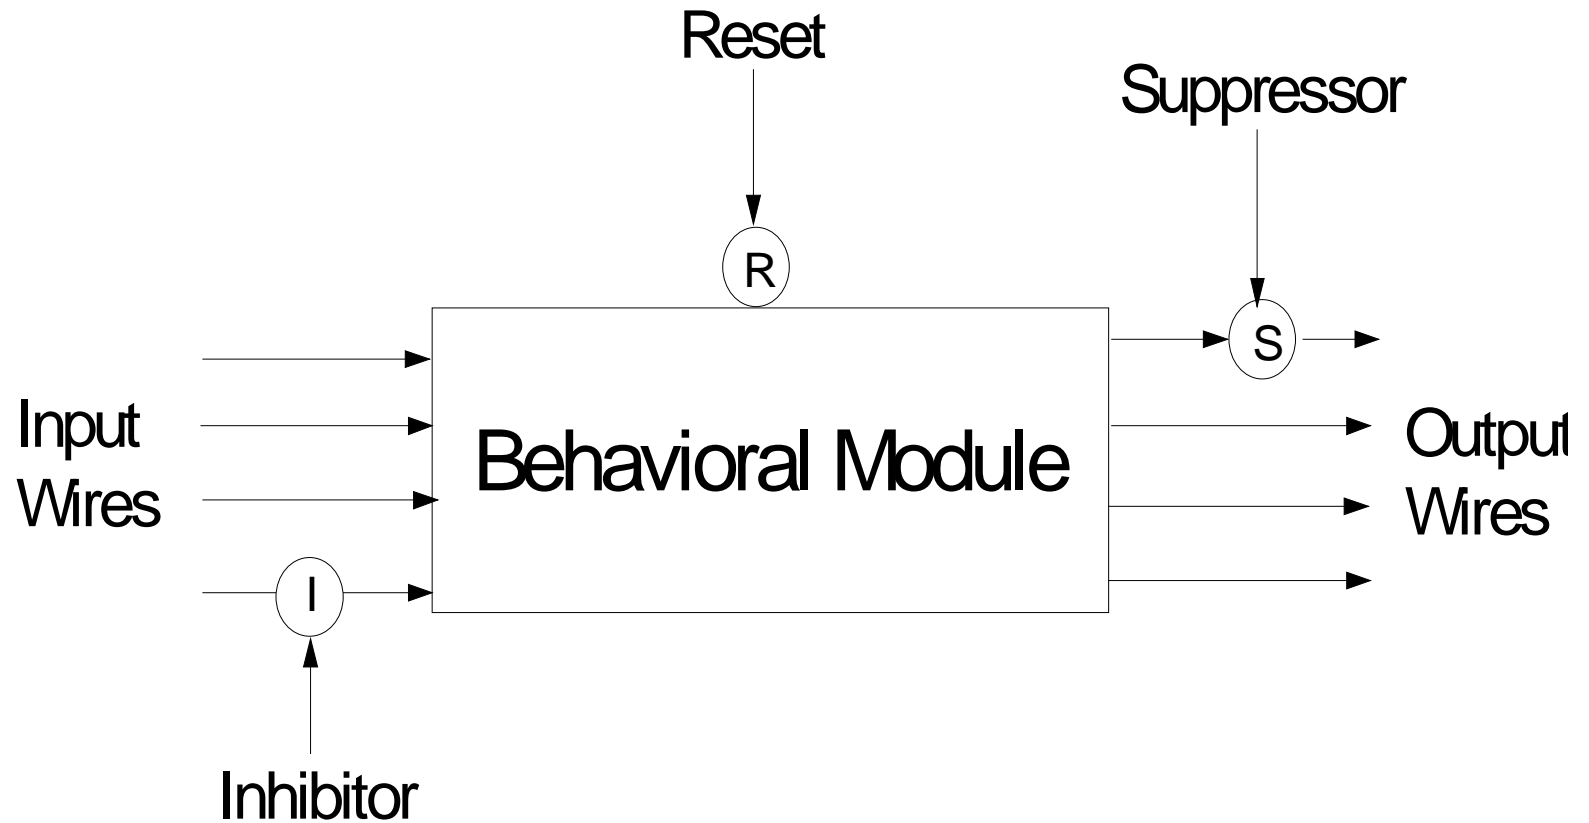 Reset
Suppressor
R
S
Input
Wires
Behavioral Module
Output
Wires
I
Inhibitor